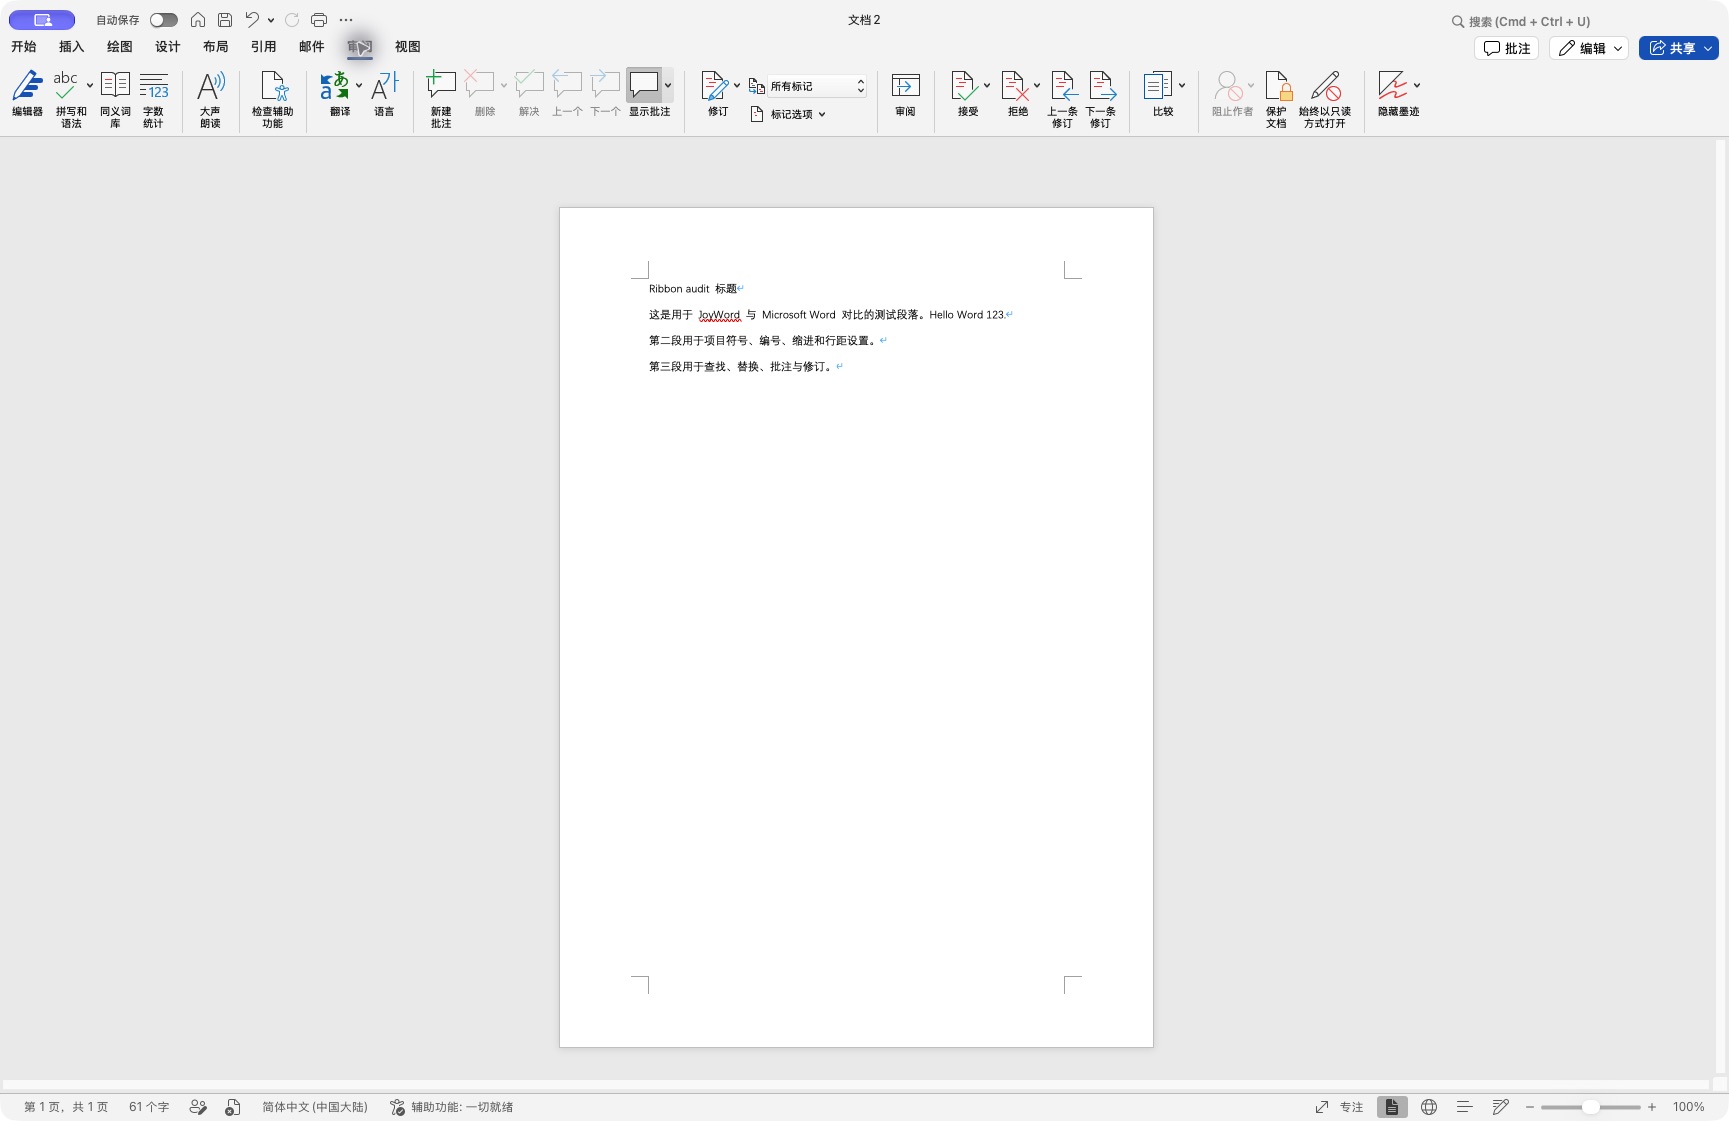 自动保存
文档 2
搜索 (Cmd + Ctrl + U)
开始 插入 绘图 设计 布局 引用 邮件 视图
批注 编辑 共享
编辑器
拼写和语法
同义词库
字数统计
大声朗读
检查辅助功能
翻译
语言
新建批注
删除
解决
上一个
下一个
显示批注
修订
所有标记
标记选项
审阅
接受
拒绝
上一条修订
下一条修订
比较
阻止作者
保护文档
始终以只读方式打开
隐藏墨迹
Ribbon audit 标题
这是用于 JoyWord 与 Microsoft Word 对比的测试段落。Hello Word 123.
第二段用于项目符号、编号、缩进和行距设置。
第三段用于查找、替换、批注与修订。
第 1 页，共 1 页 61 个字 简体中文 (中国大陆) 辅助功能: 一切就绪 专注 100%